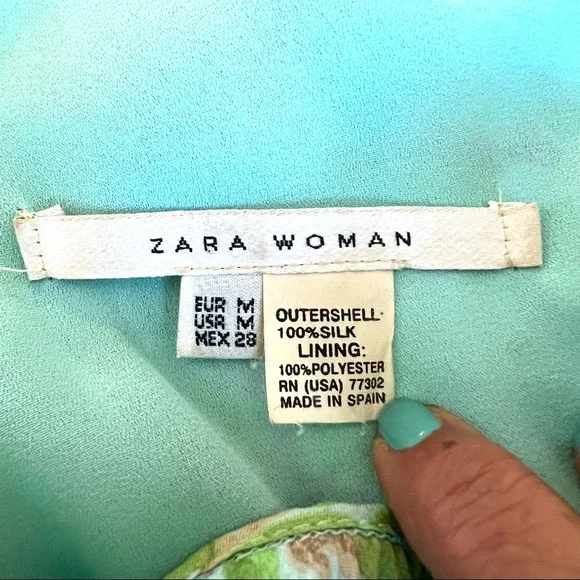 ZARA WOMAN
EUR M
USA M
MEX 28
OUTERSHELL
100%SILK
LINING:
100%POLYESTER
RN (USA) 77302
MADE IN SPAIN